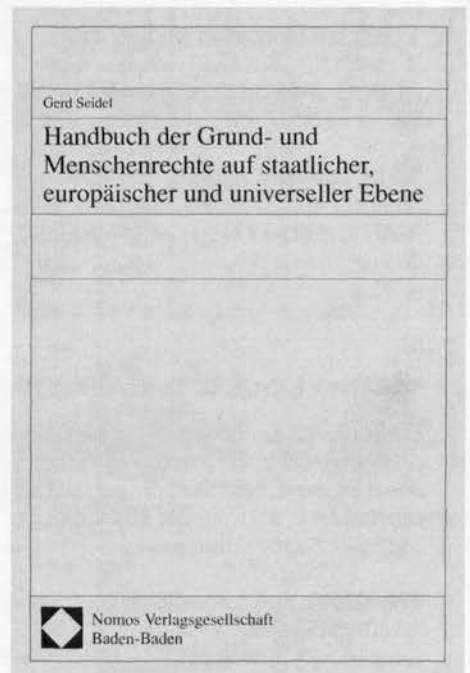 Gerd Seidel
Handbuch der Grund- und
Menschenrechte auf staatlicher,
europäischer und universeller Ebene
Nomos Verlagsgesellschaft
Baden-Baden